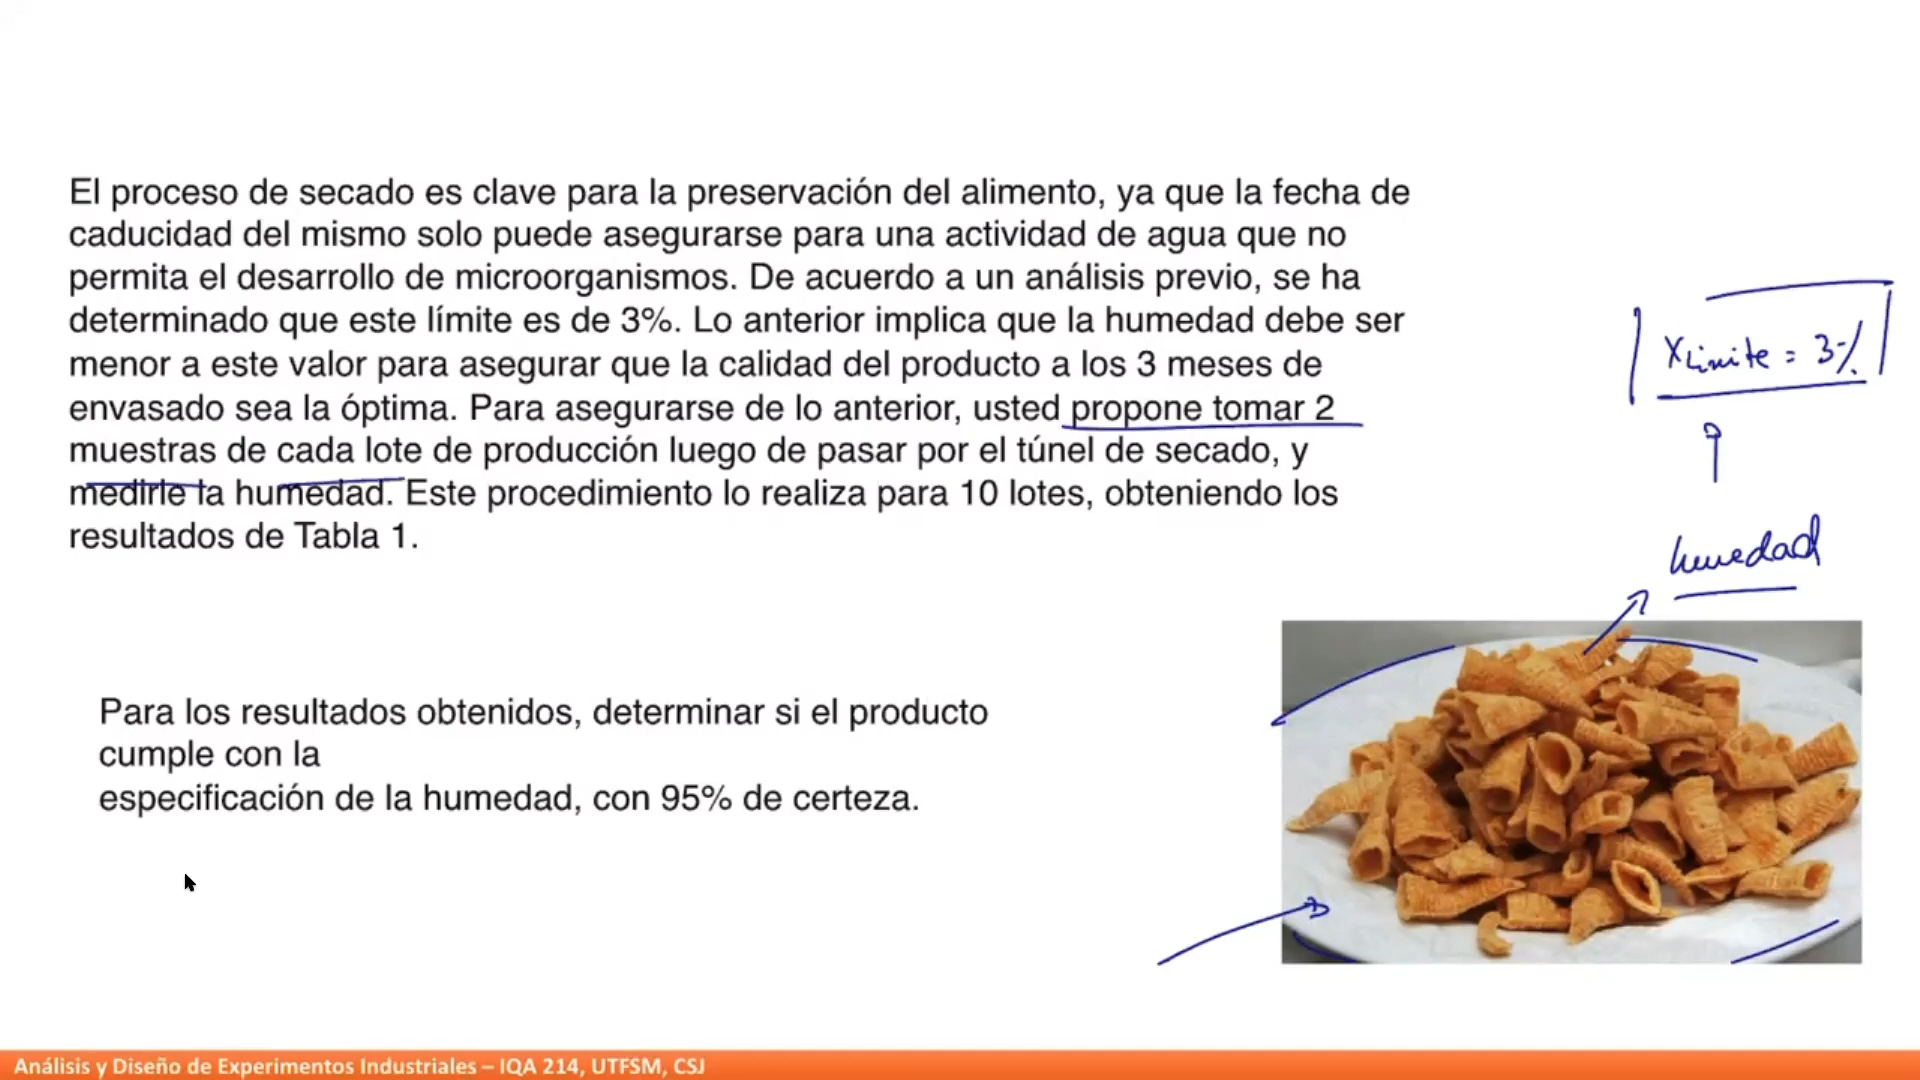 El proceso de secado es clave para la preservación del alimento, ya que la fecha de
caducidad del mismo solo puede asegurarse para una actividad de agua que no
permita el desarrollo de microorganismos. De acuerdo a un análisis previo, se ha
determinado que este límite es de 3%. Lo anterior implica que la humedad debe ser
menor a este valor para asegurar que la calidad del producto a los 3 meses de
envasado sea la óptima. Para asegurarse de lo anterior, usted propone tomar 2
muestras de cada lote de producción luego de pasar por el túnel de secado, y
medirle la humedad. Este procedimiento lo realiza para 10 lotes, obteniendo los
resultados de Tabla 1.
X Limite = 3%
humedad
Para los resultados obtenidos, determinar si el producto
cumple con la
especificación de la humedad, con 95% de certeza.
Análisis y Diseño de Experimentos Industriales – IQA 214, UTFSM, CSJ